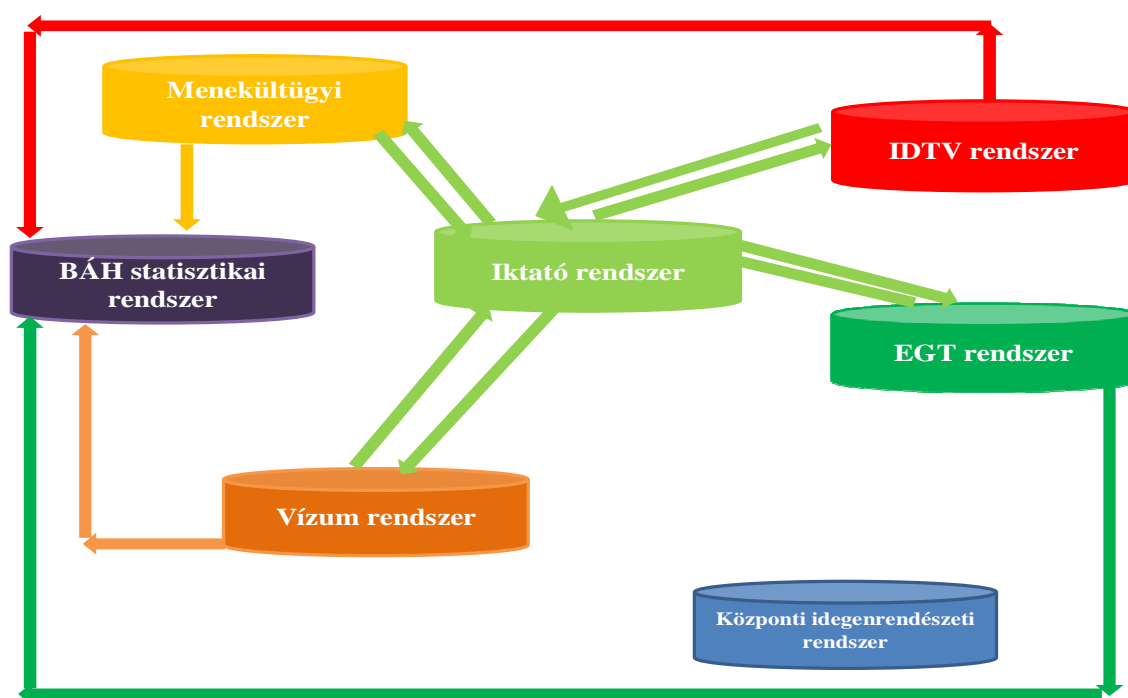 Menekültügyi
rendszer
IDTV rendszer
BÁH statisztikai
rendszer
Iktató rendszer
EGT rendszer
Vízum rendszer
Központi idegenrendészeti
rendszer